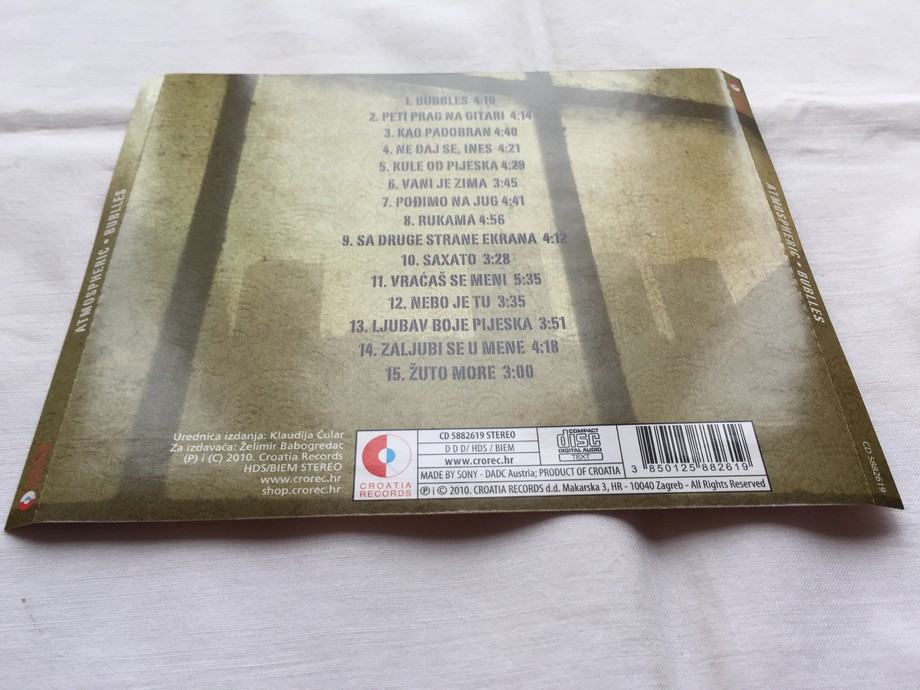 1. BUBBLES 4:10
2. PETI PRAG NA GITARI 4:14
3. KAO PADOBRAN 4:40
4. NE DAJ SE, INES 4:21
5. KULE OD PIJESKA 4:29
6. VANI JE ZIMA 3:45
7. POĐIMO NA JUG 4:41
8. RUKAMA 4:56
9. SA DRUGE STRANE EKRANA 4:12
10. SAXATO 3:28
11. VRAĆAŠ SE MENI 5:35
12. NEBO JE TU 3:35
13. LJUBAV BOJE PIJESKA 3:51
14. ZALJUBI SE U MENE 4:18
15. ŽUTO MORE 3:00
ATMOSPHERIC • BUBLLES
ATMOSPHERIC • BUBLLES
CD 5882619
Urednica izdanja: Klaudija Čular
Za izdavača: Želimir Babogredac
(P) i (C) 2010. Croatia Records
HDS/BIEM STEREO
www.crorec.hr
shop.crorec.hr
CROATIA
RECORDS
CD 5882619 STEREO
D D D/ HDS / BIEM
www.crorec.hr
MADE BY SONY - DADC Austria; PRODUCT OF CROATIA
COMPACT
disc
DIGITAL AUDIO
TEXT
3 850125 882619
℗ i © 2010. CROATIA RECORDS d.d. Makarska 3, HR - 10040 Zagreb - All Rights Reserved